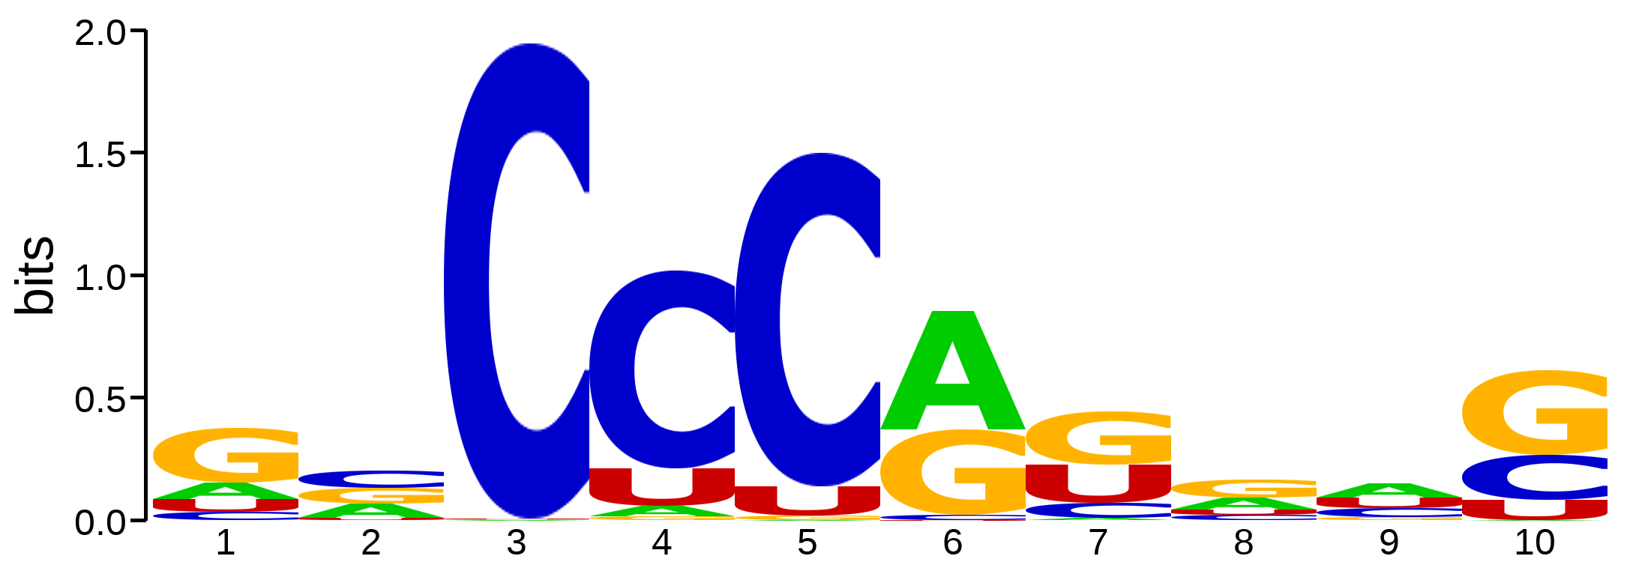 2.0
1.5
1.0
0.5
0.0
bits
G A U C
C G A U
C
C U A G
C U G
A G C U
G U C A
G A U C
A U C G
G C U A
1 2 3 4 5 6 7 8 9 10